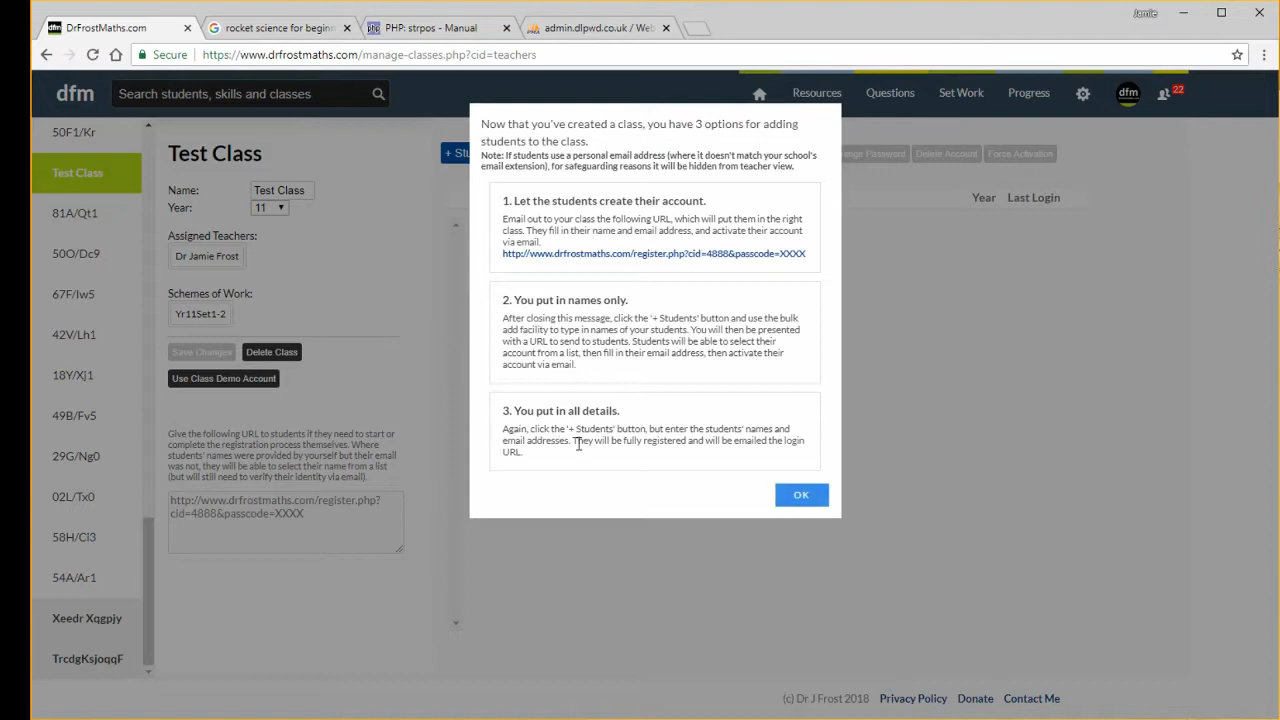 Jamie
DrFrostMaths.com
rocket science for beginn
PHP: strpos - Manual
admin.dlpwd.co.uk / Web
Secure
https://www.drfrostmaths.com/manage-classes.php?cid=teachers
dfm
Search students, skills and classes
Resources
Questions
Set Work
Progress
dfm
22
50F1/Kr
Test Class
81A/Qt1
50O/Dc9
67F/Iw5
42V/Lh1
18Y/Xj1
49B/Fv5
29G/Ng0
02L/Tx0
58H/Ci3
54A/Ar1
Xeedr Xqgpjy
TrcdgKsjoqqF
Test Class
Name:
Test Class
Year:
11
Assigned Teachers:
Dr Jamie Frost
Schemes of Work:
Yr11Set1-2
Save Changes
Delete Class
Use Class Demo Account
Give the following URL to students if they need to start or
complete the registration process themselves. Where
students' names were provided by yourself but their email
was not, they will be able to select their name from a list
(but will still need to verify their identity via email).
http://www.drfrostmaths.com/register.php?
cid=4888&passcode=XXXX
+ Stu
ange Password
Delete Account
Force Activation
Year
Last Login
Now that you've created a class, you have 3 options for adding
students to the class.
Note: If students use a personal email address (where it doesn't match your school's
email extension), for safeguarding reasons it will be hidden from teacher view.
1. Let the students create their account.
Email out to your class the following URL, which will put them in the right
class. They fill in their name and email address, and activate their account
via email.
http://www.drfrostmaths.com/register.php?cid=4888&passcode=XXXX
2. You put in names only.
After closing this message, click the '+ Students' button and use the bulk
add facility to type in names of your students. You will then be presented
with a URL to send to students. Students will be able to select their
account from a list, then fill in their email address, then activate their
account via email.
3. You put in all details.
Again, click the '+ Students' button, but enter the students' names and
email addresses. They will be fully registered and will be emailed the login
URL.
OK
(c) Dr J Frost 2018
Privacy Policy
Donate
Contact Me